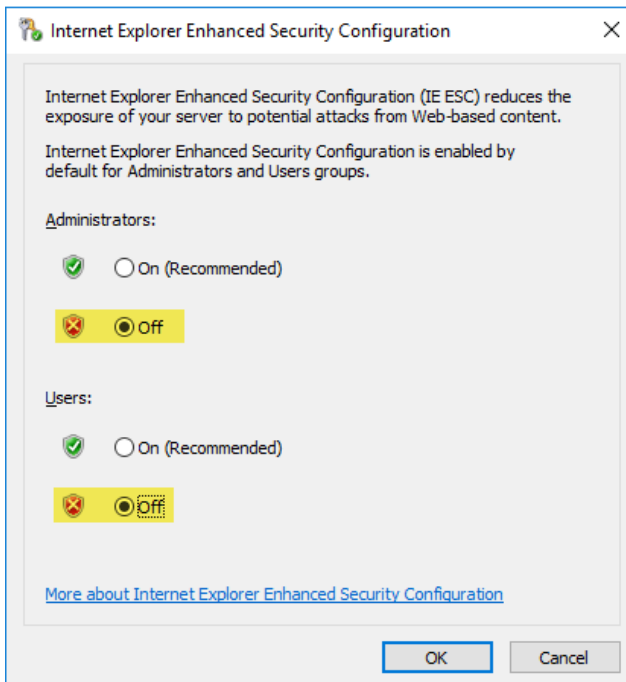 Internet Explorer Enhanced Security Configuration
Internet Explorer Enhanced Security Configuration (IE ESC) reduces the
exposure of your server to potential attacks from Web-based content.
Internet Explorer Enhanced Security Configuration is enabled by
default for Administrators and Users groups.
Administrators:
On (Recommended)
Off
Users:
On (Recommended)
Off
More about Internet Explorer Enhanced Security Configuration
OK Cancel